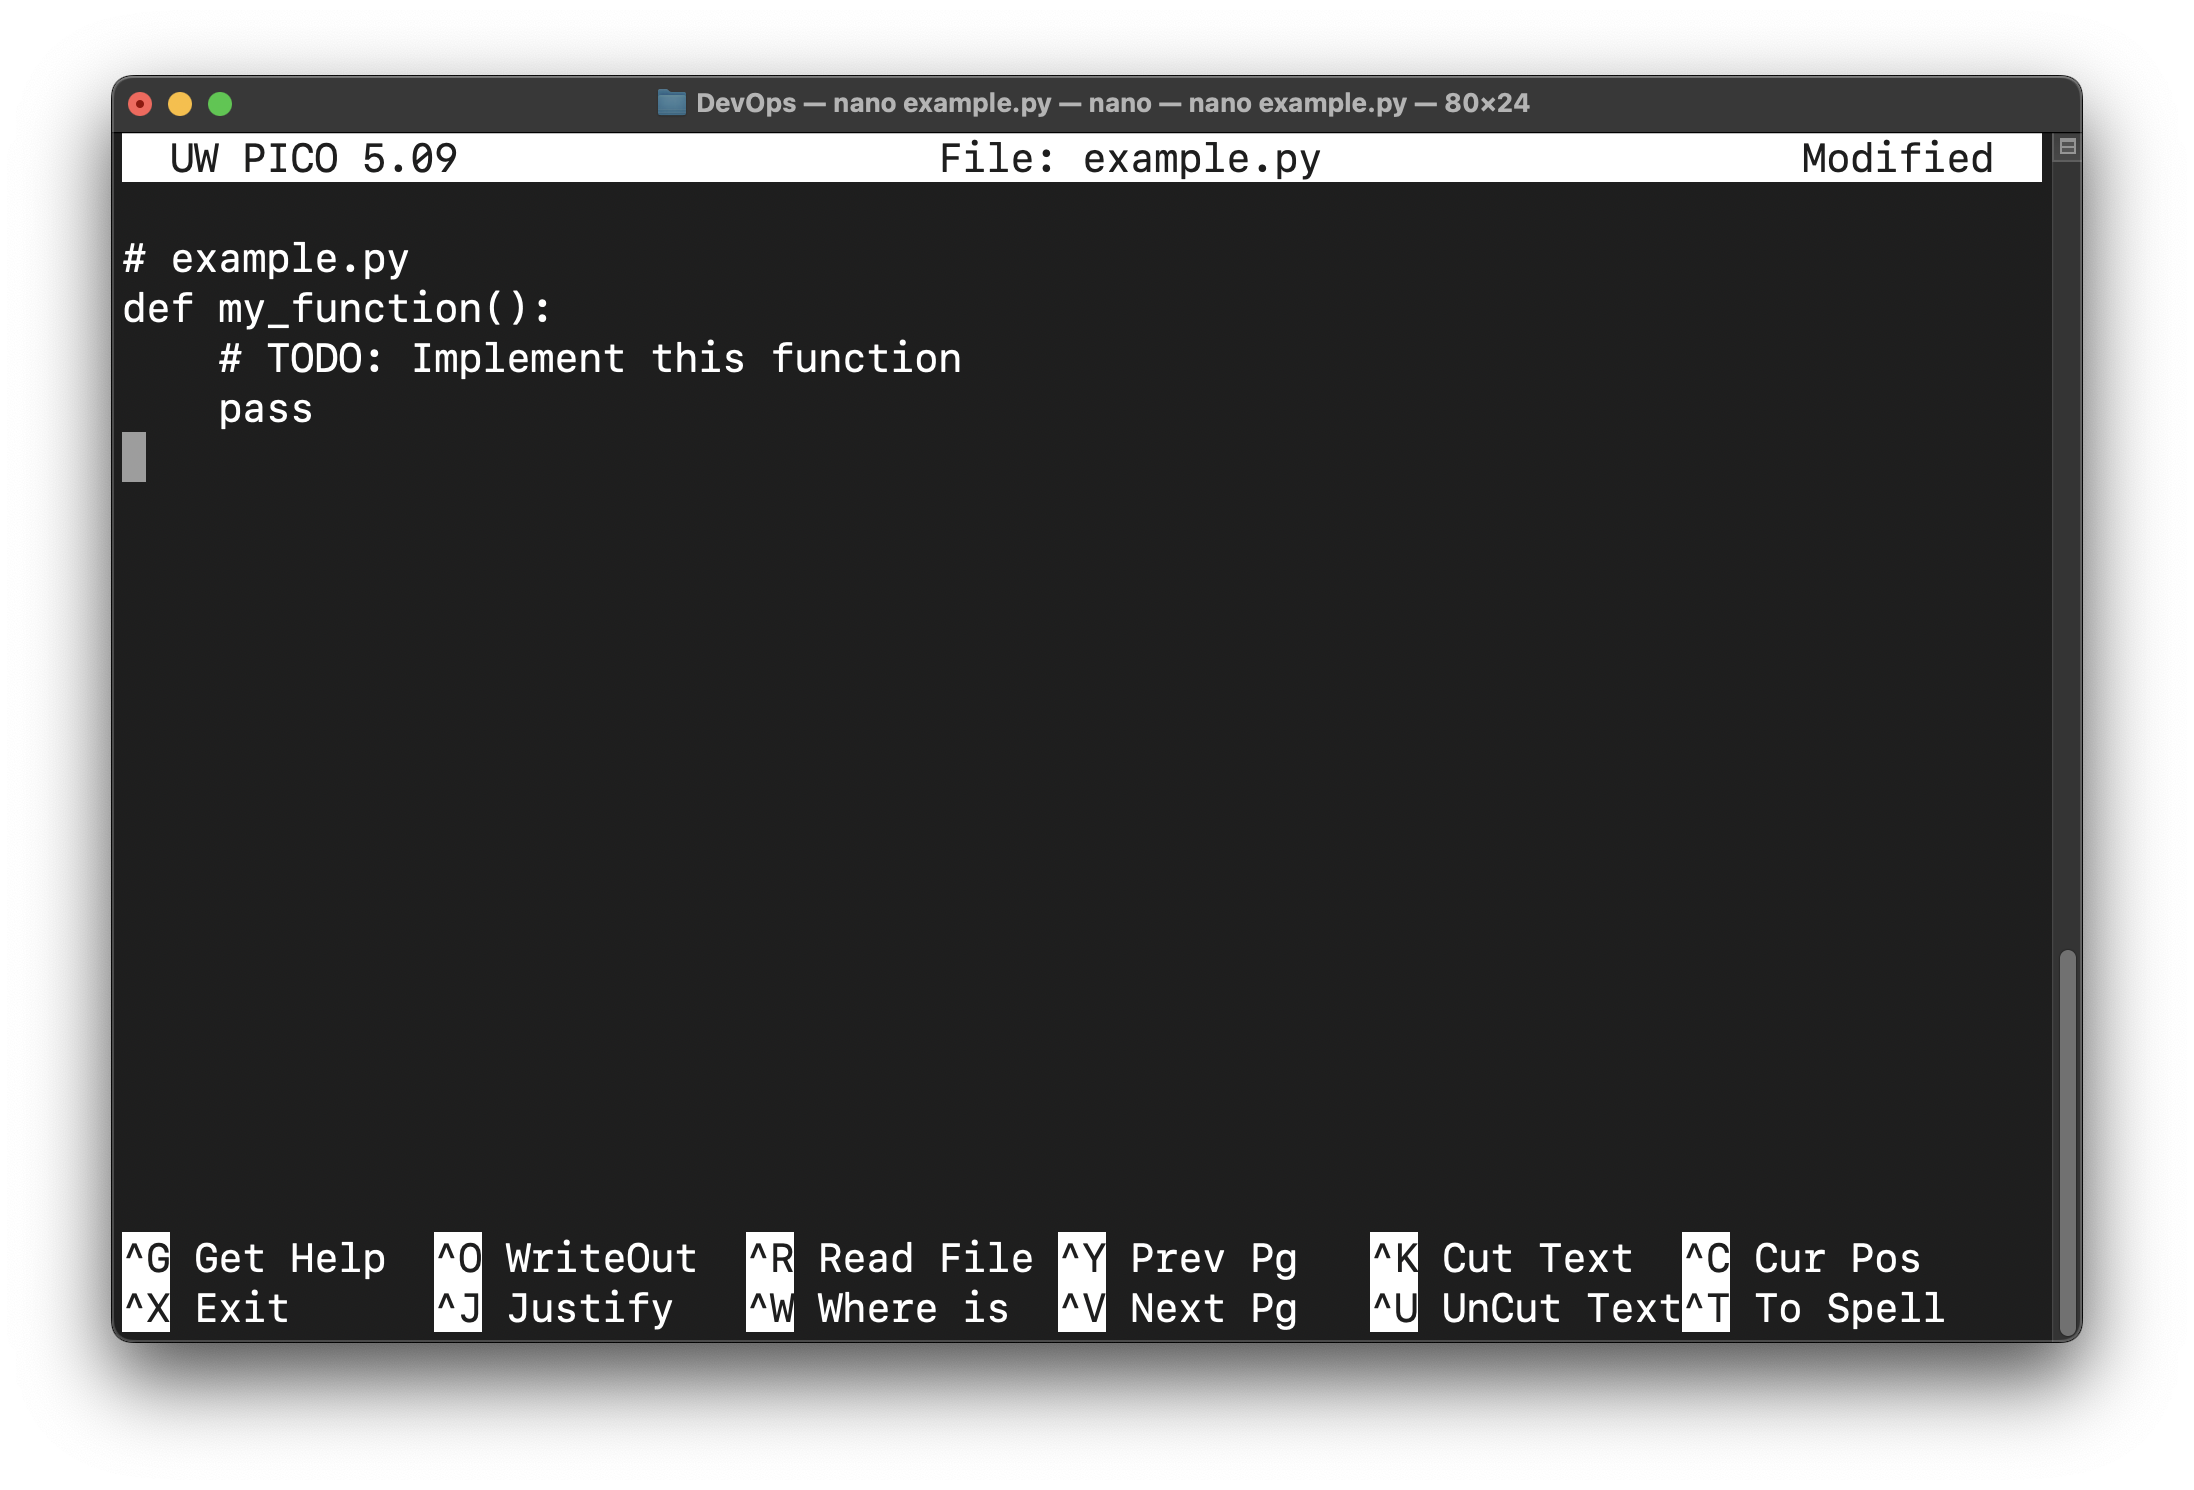 DevOps — nano example.py — nano — nano example.py — 80×24
UW PICO 5.09 File: example.py Modified
# example.py
def my_function():
    # TODO: Implement this function
    pass
^G Get Help ^O WriteOut ^R Read File ^Y Prev Pg ^K Cut Text ^C Cur Pos
^X Exit ^J Justify ^W Where is ^V Next Pg ^U UnCut Text^T To Spell